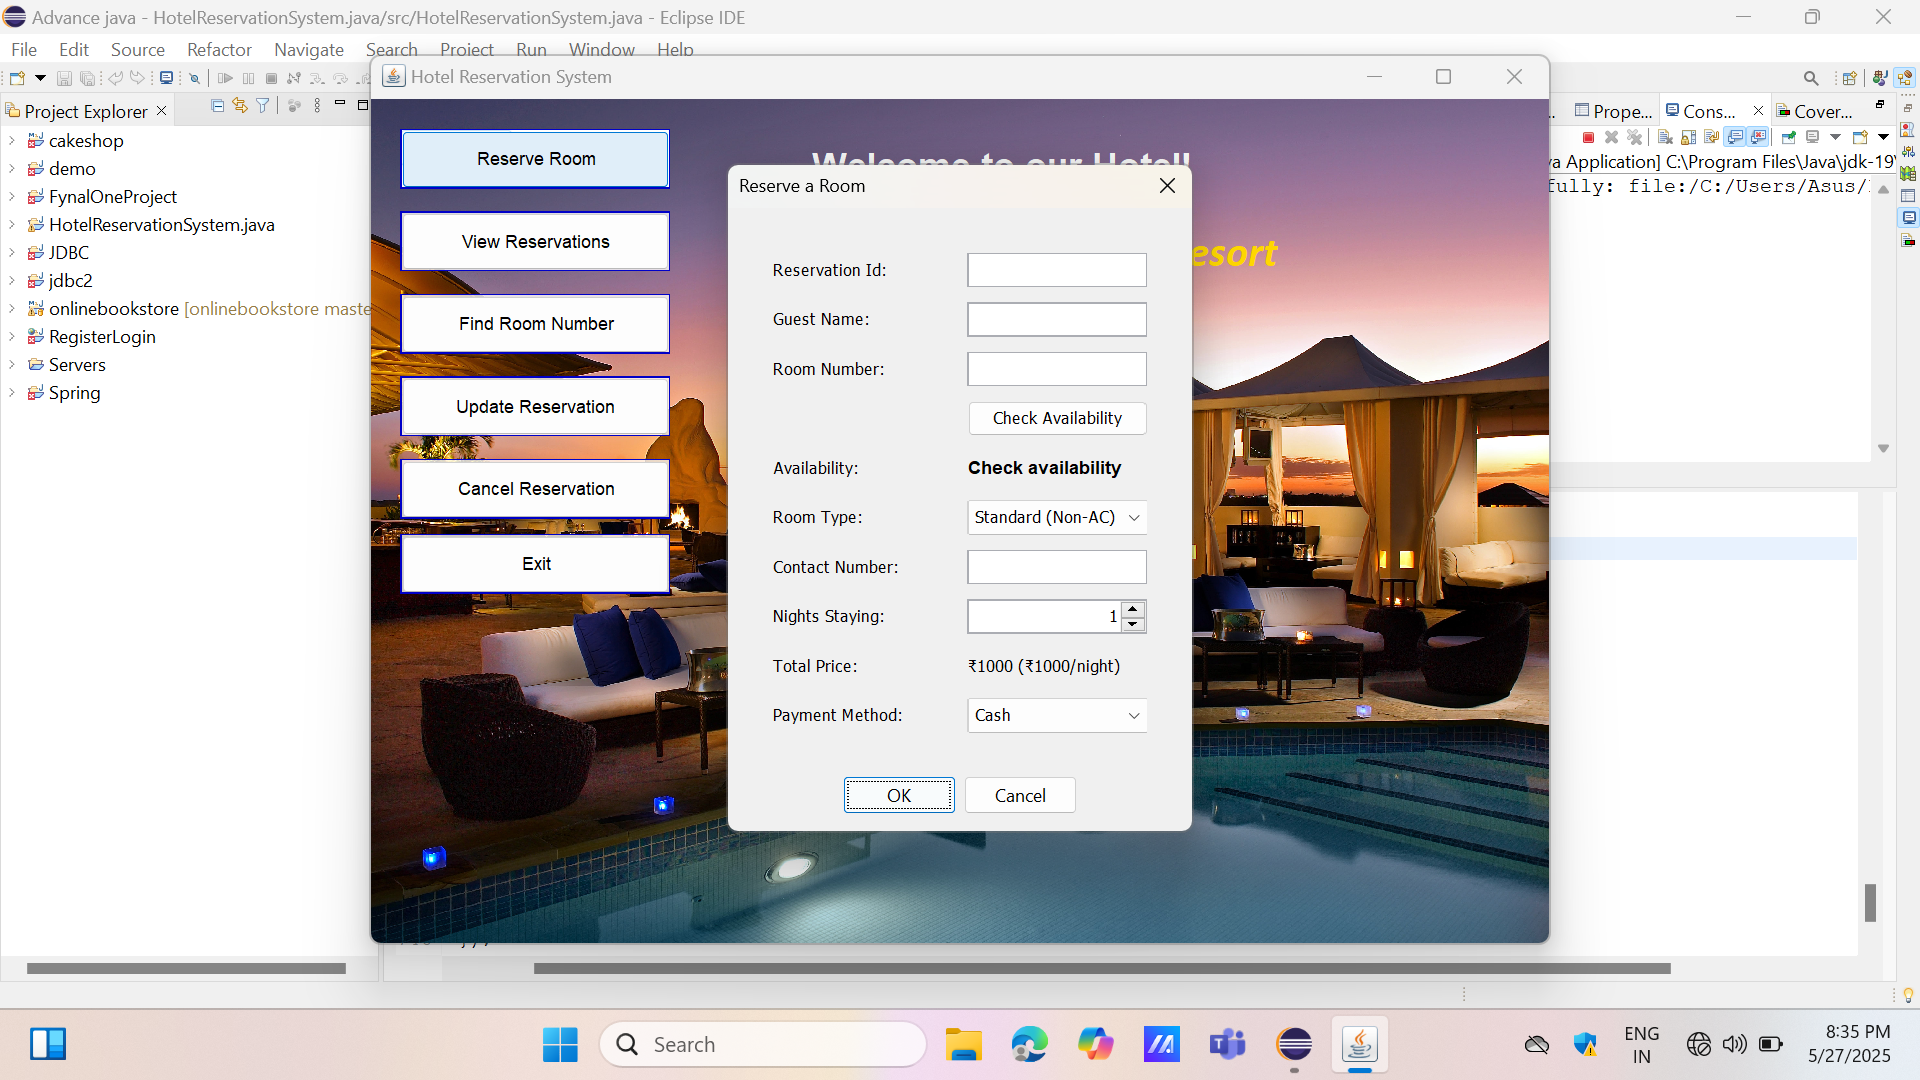 Advance java - HotelReservationSystem.java/src/HotelReservationSystem.java - Eclipse IDE
File Edit Source Refactor Navigate Search Project Run Window Help
Hotel Reservation System
Project Explorer
Prope... Cons... Cover...
cakeshop
demo
FynalOneProject
HotelReservationSystem.java
JDBC
jdbc2
onlinebookstore [onlinebookstore maste
RegisterLogin
Servers
Spring
va Application] C:\Program Files\Java\jdk-19\
fully: file:/C:/Users/Asus/
Reserve Room
View Reservations
Find Room Number
Update Reservation
Cancel Reservation
Exit
Welcome to our Hotel!
esort
Reserve a Room
Reservation Id:
Guest Name:
Room Number:
Check Availability
Availability: Check availability
Room Type: Standard (Non-AC)
Contact Number:
Nights Staying: 1
Total Price: ₹1000 (₹1000/night)
Payment Method: Cash
OK Cancel
Search
ENG
IN
8:35 PM
5/27/2025